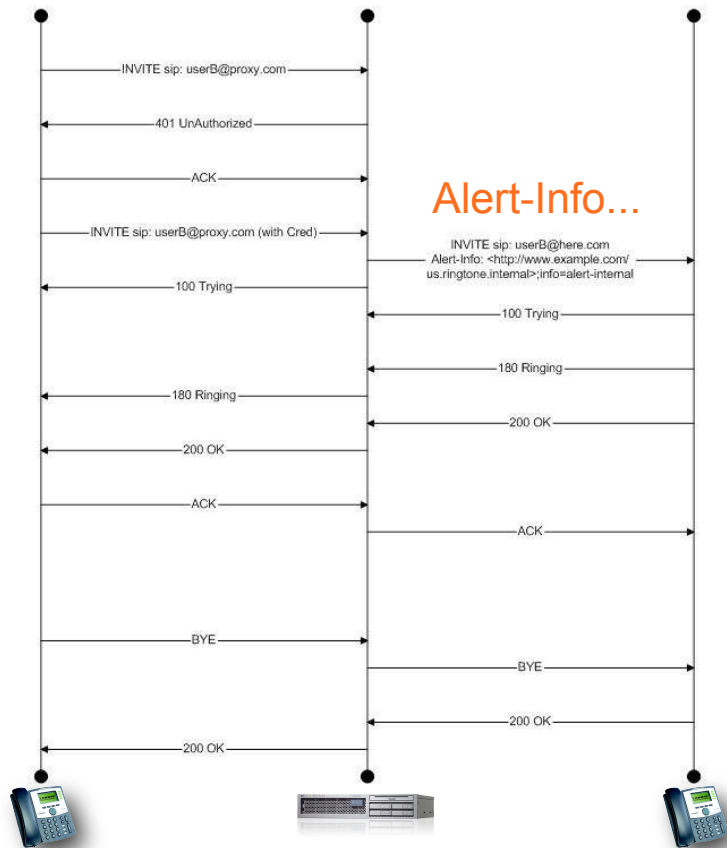 INVITE sip: userB@proxy.com
401 UnAuthorized
ACK
Alert-Info...
INVITE sip: userB@proxy.com (with Cred)
INVITE sip: userB@here.com
Alert-Info: <http://www.example.com/
us.ringtone.internal>;info=alert-internal
100 Trying
100 Trying
180 Ringing
180 Ringing
200 OK
200 OK
ACK
ACK
BYE
BYE
200 OK
200 OK